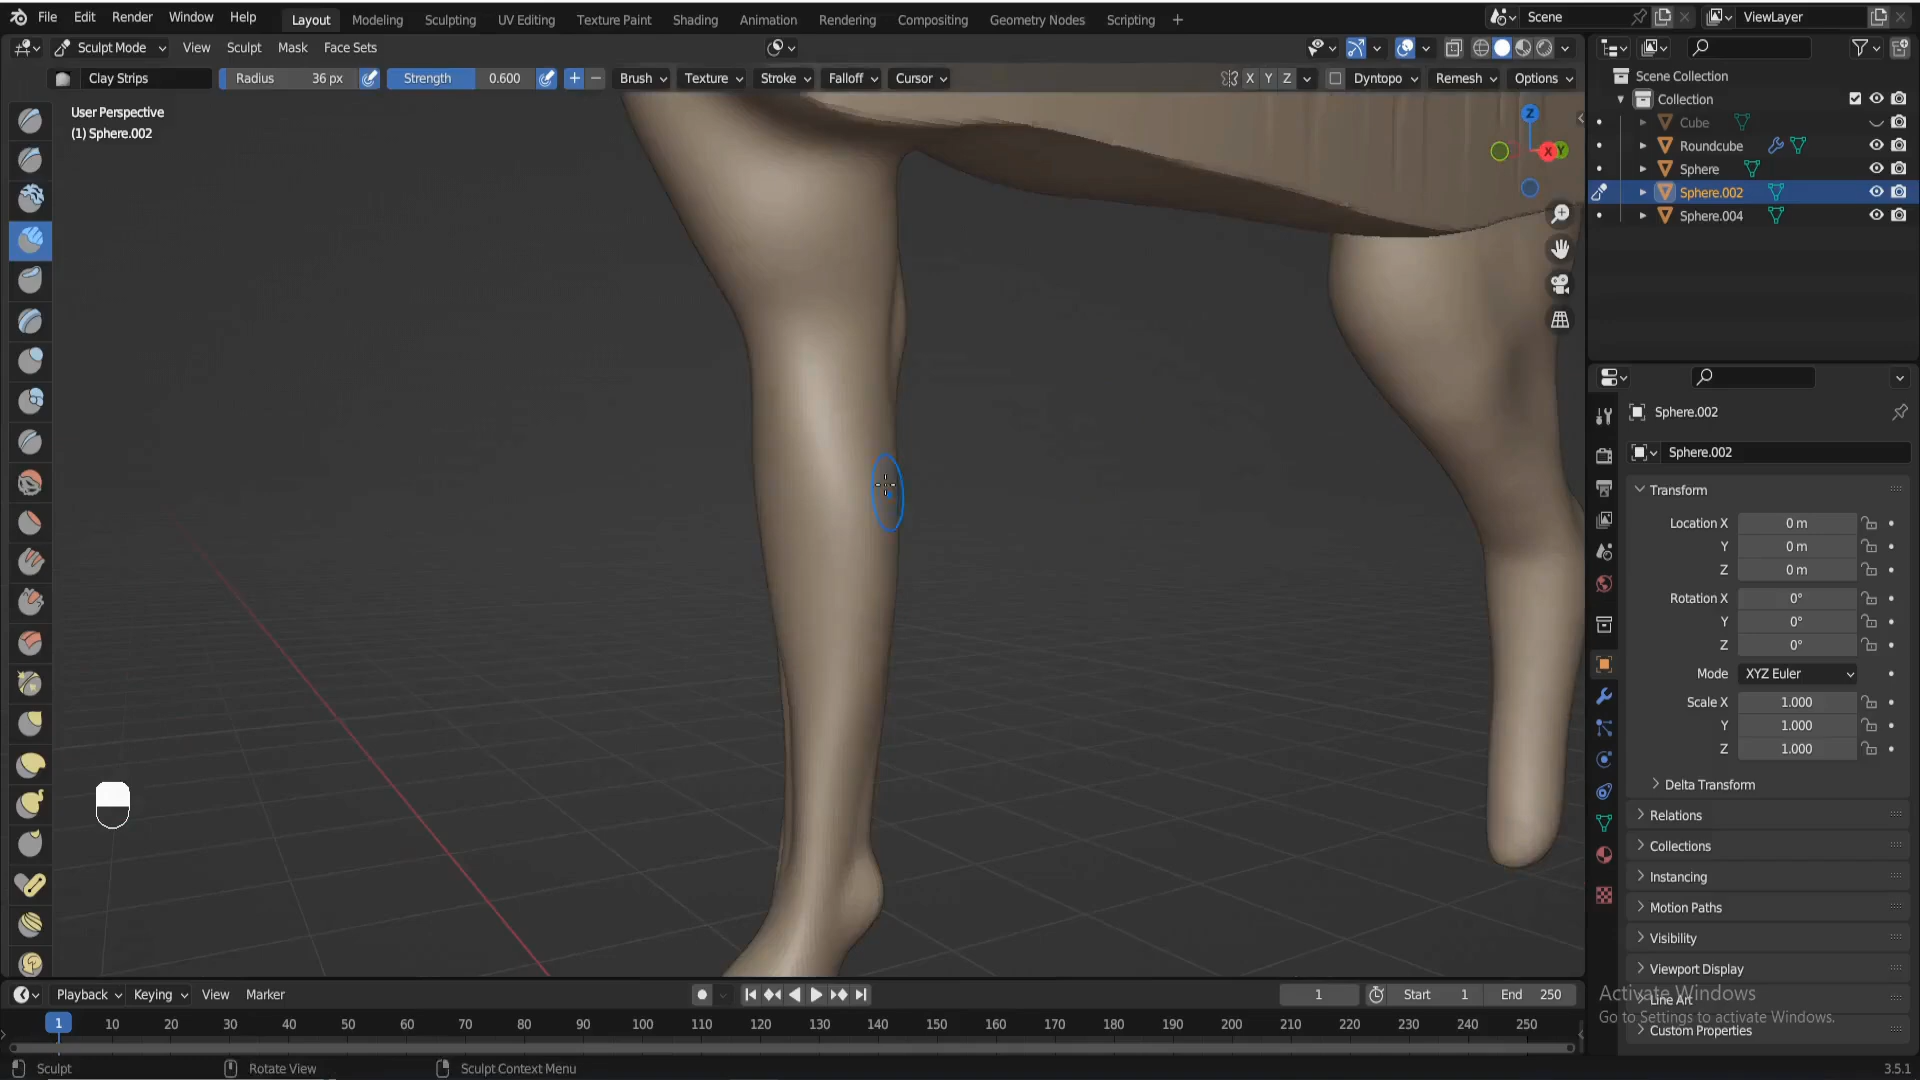 File Edit Render Window Help Layout Modeling Sculpting UV Editing Texture Paint Shading Animation Rendering Compositing Geometry Nodes Scripting + Scene ViewLayer
Sculpt Mode View Sculpt Mask Face Sets
Clay Strips Radius 36 px Strength 0.600 Brush Texture Stroke Falloff Cursor X Y Z Dyntopo Remesh Options
User Perspective
(1) Sphere.002
Z
X Y
Scene Collection
Collection
Cube
Roundcube
Sphere
Sphere.002
Sphere.004
Sphere.002
Sphere.002
Transform
Location X 0 m
Y 0 m
Z 0 m
Rotation X 0°
Y 0°
Z 0°
Mode XYZ Euler
Scale X 1.000
Y 1.000
Z 1.000
Delta Transform
Relations
Collections
Instancing
Motion Paths
Visibility
Viewport Display
Line Art
Custom Properties
Activate Windows
Go to Settings to activate Windows.
Playback Keying View Marker 1 Start 1 End 250
1 10 20 30 40 50 60 70 80 90 100 110 120 130 140 150 160 170 180 190 200 210 220 230 240 250
Sculpt Rotate View Sculpt Context Menu 3.5.1